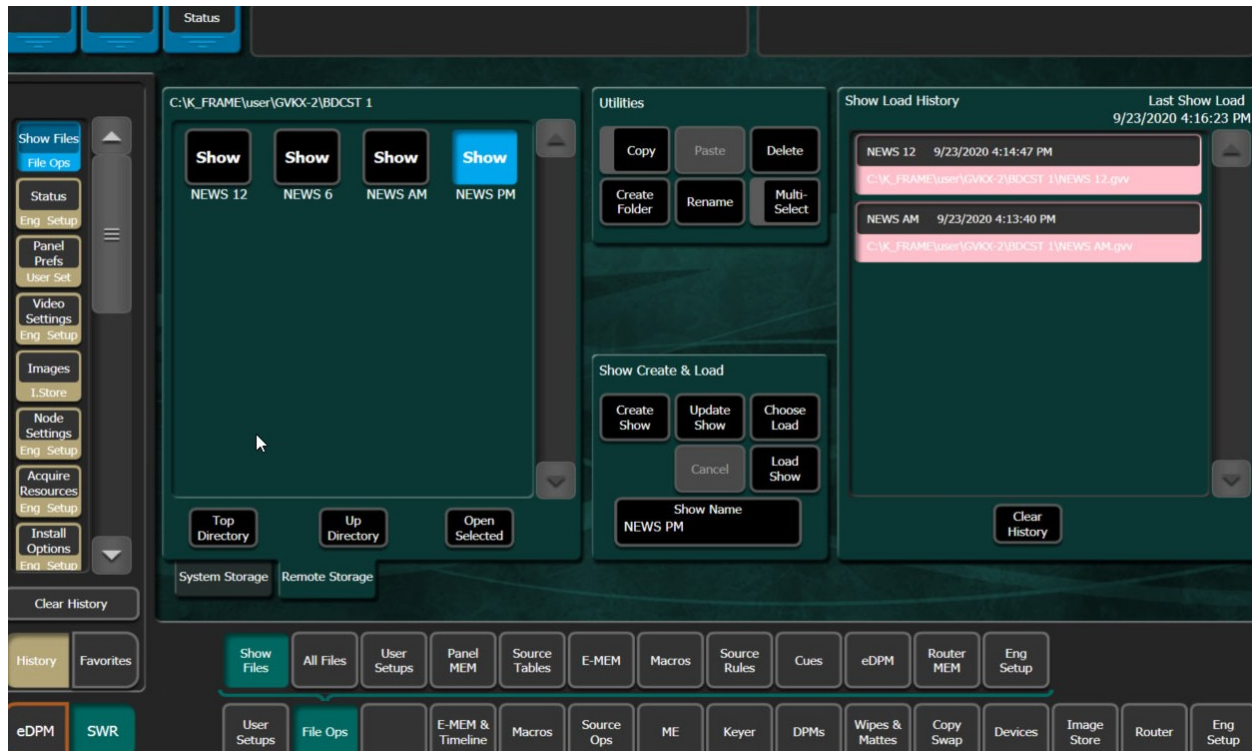 Status
C:\K_FRAME\user\GVKX-2\BDCST 1
Show
Show
Show
Show
NEWS 12
NEWS 6
NEWS AM
NEWS PM
Top
Directory
Up
Directory
Open
Selected
System Storage
Remote Storage
Utilities
Copy
Paste
Delete
Create
Folder
Rename
Multi-
Select
Show Create & Load
Create
Show
Update
Show
Choose
Load
Cancel
Load
Show
Show Name
NEWS PM
Show Load History
Last Show Load
9/23/2020 4:16:23 PM
NEWS 12 9/23/2020 4:14:47 PM
C:\K_FRAME\user\GVKX-2\BDCST 1\NEWS 12.gvv
NEWS AM 9/23/2020 4:13:40 PM
C:\K_FRAME\user\GVKX-2\BDCST 1\NEWS AM.gvv
Clear
History
Show Files
File Ops
Status
Eng Setup
Panel
Prefs
User Set
Video
Settings
Eng Setup
Images
I.Store
Node
Settings
Eng Setup
Acquire
Resources
Eng Setup
Install
Options
Eng Setup
Clear History
History
Favorites
Show
Files
All Files
User
Setups
Panel
MEM
Source
Tables
E-MEM
Macros
Source
Rules
Cues
eDPM
Router
MEM
Eng
Setup
eDPM
SWR
User
Setups
File Ops
E-MEM &
Timeline
Macros
Source
Ops
ME
Keyer
DPMs
Wipes &
Mattes
Copy
Swap
Devices
Image
Store
Router
Eng
Setup